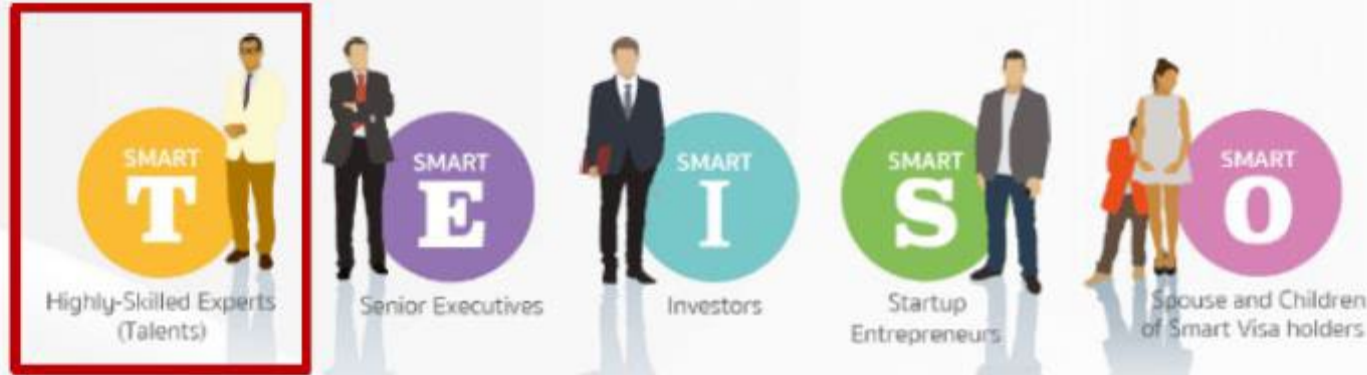 SMART
T
Highly-Skilled Experts
(Talents)
SMART
E
Senior Executives
SMART
I
Investors
SMART
S
Startup
Entrepreneurs
SMART
O
Spouse and Children
of Smart Visa holders